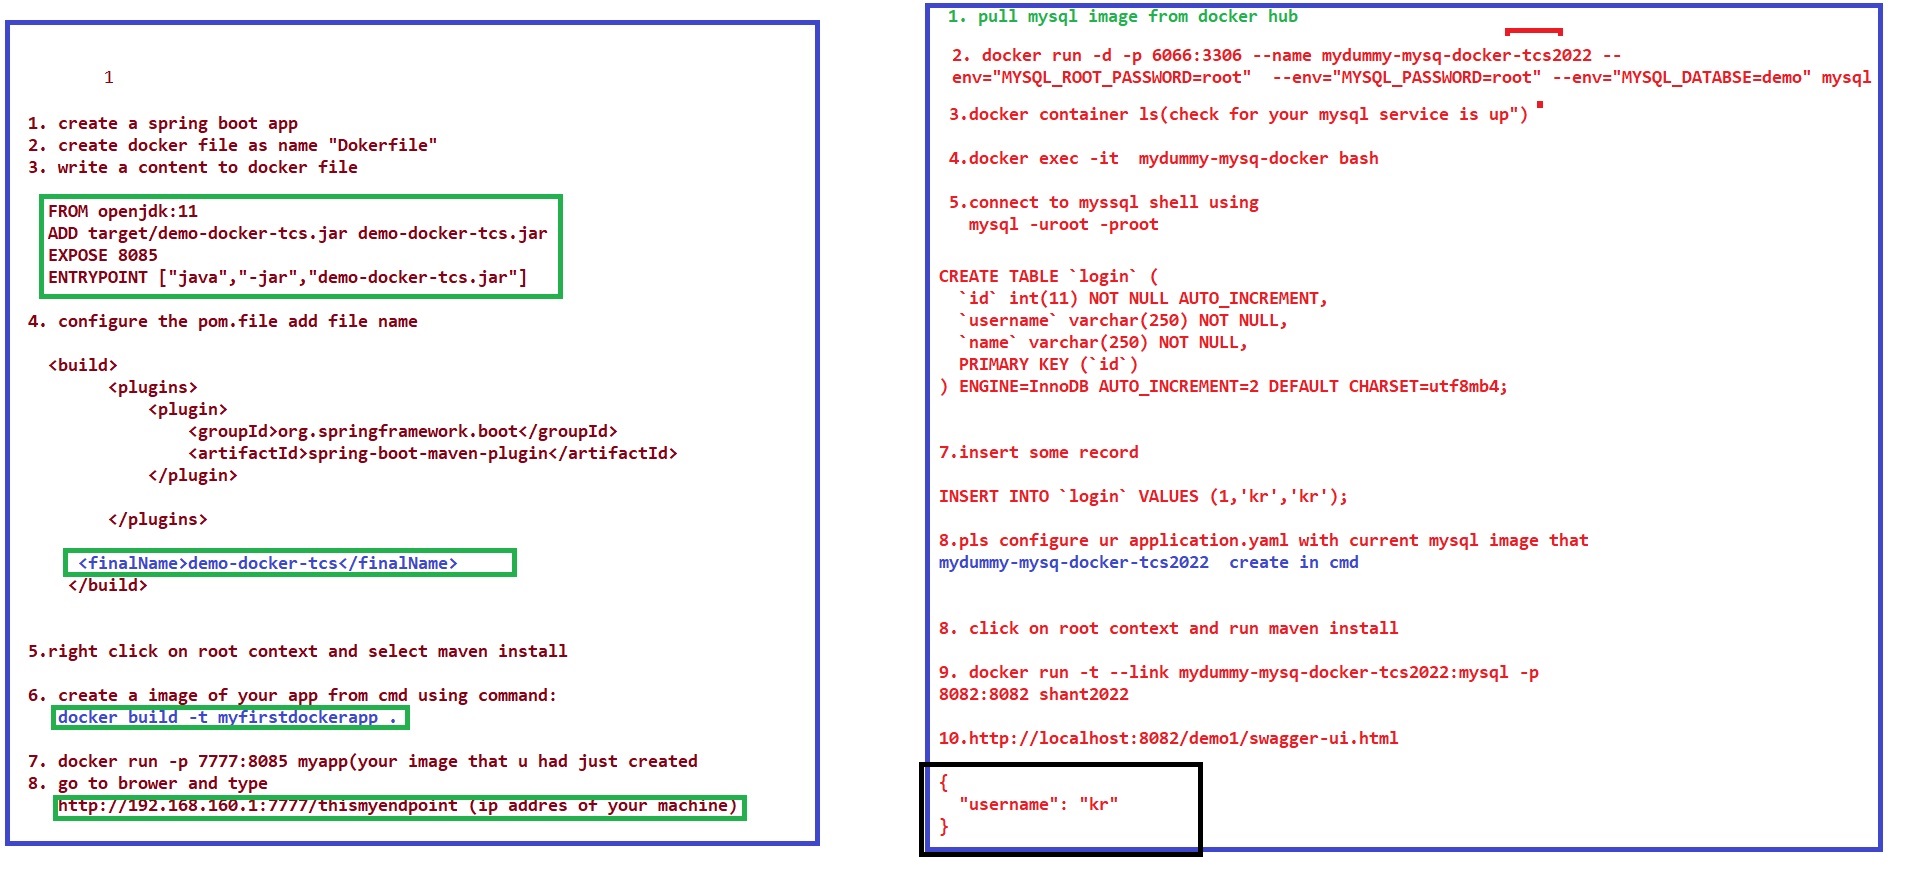 1
1. create a spring boot app
2. create docker file as name "Dokerfile"
3. write a content to docker file
FROM openjdk:11
ADD target/demo-docker-tcs.jar demo-docker-tcs.jar
EXPOSE 8085
ENTRYPOINT ["java","-jar","demo-docker-tcs.jar"]
4. configure the pom.file add file name
<build>
<plugins>
<plugin>
<groupId>org.springframework.boot</groupId>
<artifactId>spring-boot-maven-plugin</artifactId>
</plugin>
</plugins>
<finalName>demo-docker-tcs</finalName>
</build>
5.right click on root context and select maven install
6. create a image of your app from cmd using command:
docker build -t myfirstdockerapp .
7. docker run -p 7777:8085 myapp(your image that u had just created
8. go to brower and type
http://192.168.160.1:7777/thismyendpoint (ip addres of your machine)
1. pull mysql image from docker hub
2. docker run -d -p 6066:3306 --name mydummy-mysq-docker-tcs2022 --
env="MYSQL_ROOT_PASSWORD=root"  --env="MYSQL_PASSWORD=root" --env="MYSQL_DATABSE=demo" mysql
3.docker container ls(check for your mysql service is up")
4.docker exec -it  mydummy-mysq-docker bash
5.connect to myssql shell using
mysql -uroot -proot
CREATE TABLE `login` (
`id` int(11) NOT NULL AUTO_INCREMENT,
`username` varchar(250) NOT NULL,
`name` varchar(250) NOT NULL,
PRIMARY KEY (`id`)
) ENGINE=InnoDB AUTO_INCREMENT=2 DEFAULT CHARSET=utf8mb4;
7.insert some record
INSERT INTO `login` VALUES (1,'kr','kr');
8.pls configure ur application.yaml with current mysql image that
mydummy-mysq-docker-tcs2022  create in cmd
8. click on root context and run maven install
9. docker run -t --link mydummy-mysq-docker-tcs2022:mysql -p
8082:8082 shant2022
10.http://localhost:8082/demo1/swagger-ui.html
{
"username": "kr"
}